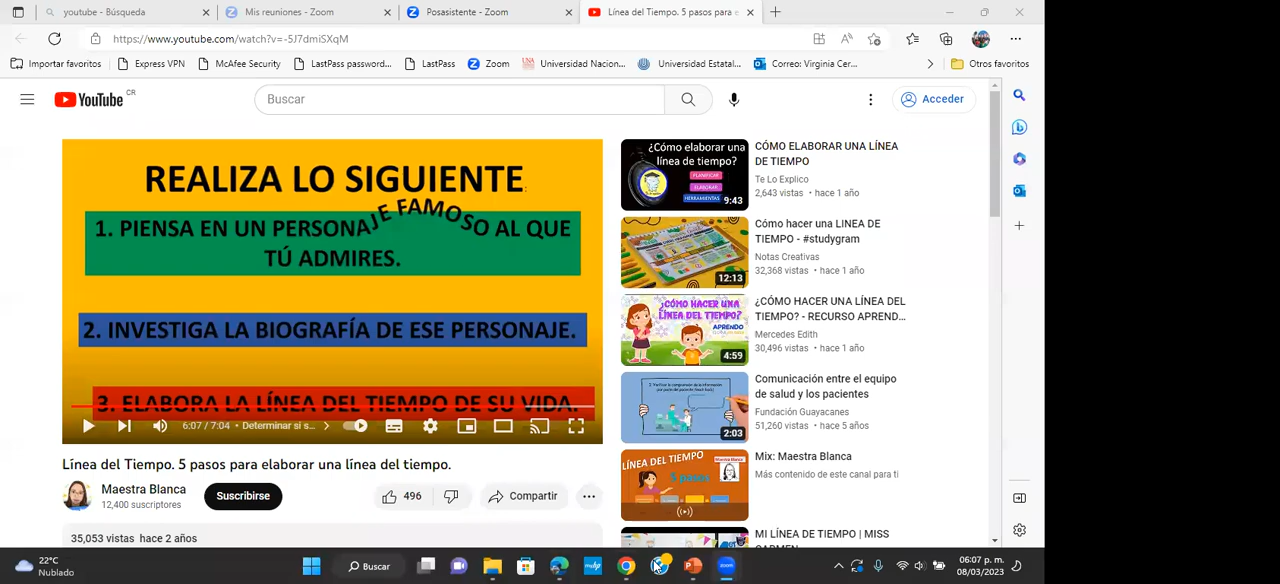 youtube - Búsqueda
Mis reuniones - Zoom
Posasistente - Zoom
Línea del Tiempo. 5 pasos para e
https://www.youtube.com/watch?v=-5J7dmiSXqM
Importar favoritos
Express VPN
McAfee Security
LastPass password...
LastPass
Zoom
Universidad Nacion...
Universidad Estatal...
Correo: Virginia Cer...
Otros favoritos
YouTube CR
Buscar
Acceder
REALIZA LO SIGUIENTE:
1. PIENSA EN UN PERSONAJE FAMOSO AL QUE
TÚ ADMIRES.
2. INVESTIGA LA BIOGRAFÍA DE ESE PERSONAJE.
3. ELABORA LA LÍNEA DEL TIEMPO DE SU VIDA.
6:07 / 7:04 • Determinar si s...
Línea del Tiempo. 5 pasos para elaborar una línea del tiempo.
Maestra Blanca
12,400 suscriptores
Suscribirse
496
Compartir
35,053 vistas hace 2 años
¿Cómo elaborar una
línea de tiempo?
PLANIFICAR
ELABORAR
HERRAMIENTAS
9:43
CÓMO ELABORAR UNA LÍNEA
DE TIEMPO
Te Lo Explico
2,643 vistas • hace 1 año
12:13
Cómo hacer una LINEA DE
TIEMPO - #studygram
Notas Creativas
32,368 vistas • hace 1 año
¿CÓMO HACER UNA
LÍNEA DEL TIEMPO?
APRENDO
4:59
¿CÓMO HACER UNA LÍNEA DEL
TIEMPO? - RECURSO APREND...
Mercedes Edith
30,496 vistas • hace 1 año
2:03
Comunicación entre el equipo
de salud y los pacientes
Fundación Guayacanes
51,260 vistas • hace 5 años
LÍNEA DEL TIEMPO
5 pasos
Maestra Blanca
Mix: Maestra Blanca
Más contenido de este canal para ti
MI LÍNEA DE TIEMPO | MISS
CARMEN
22°C
Nublado
Buscar
06:07 p. m.
08/03/2023